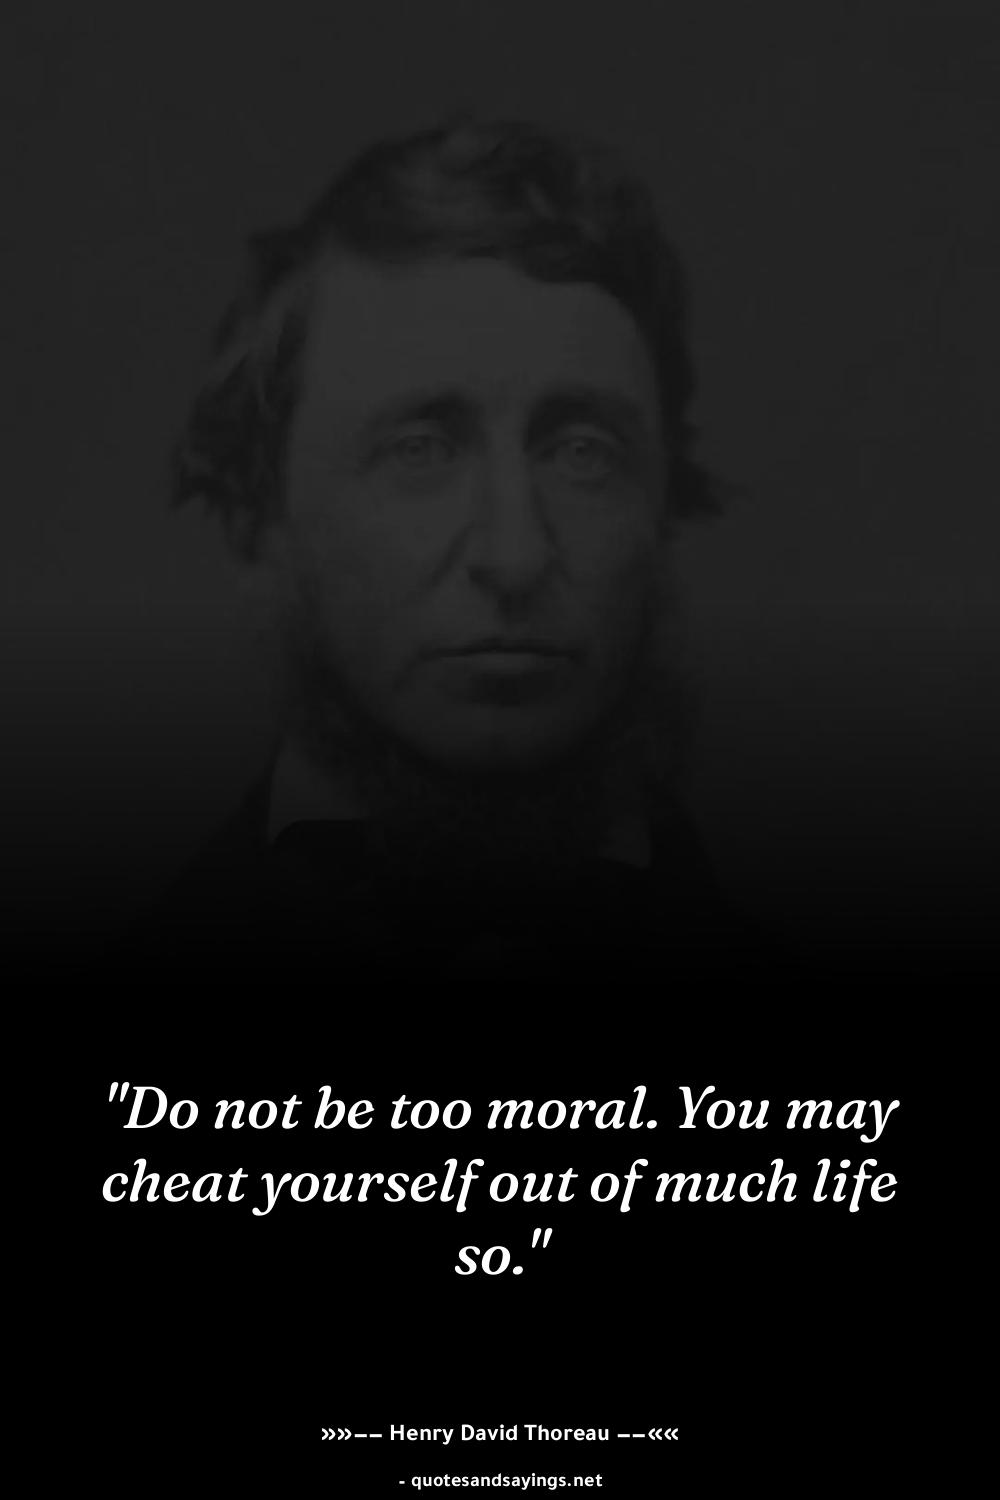 "Do not be too moral. You may
cheat yourself out of much life
so."
»»−− Henry David Thoreau −−««
- quotesandsayings.net